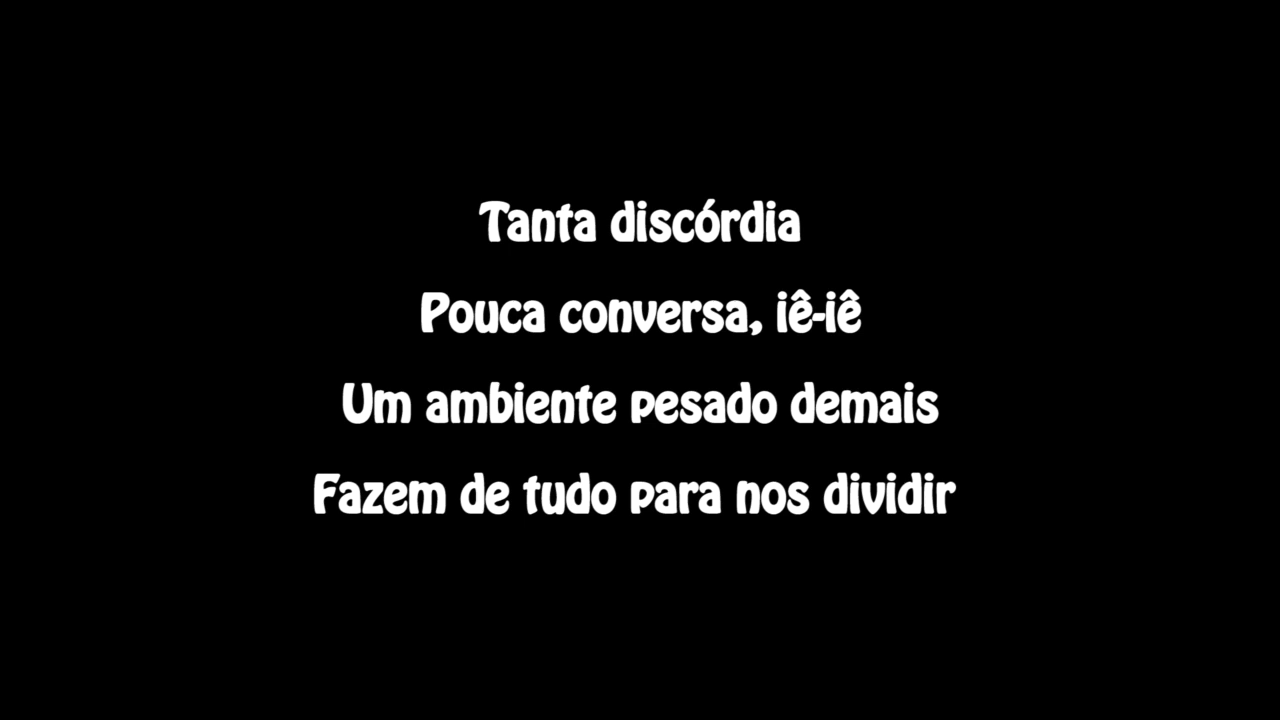 Tanta discórdia
Pouca conversa, iê-iê
Um ambiente pesado demais
Fazem de tudo para nos dividir